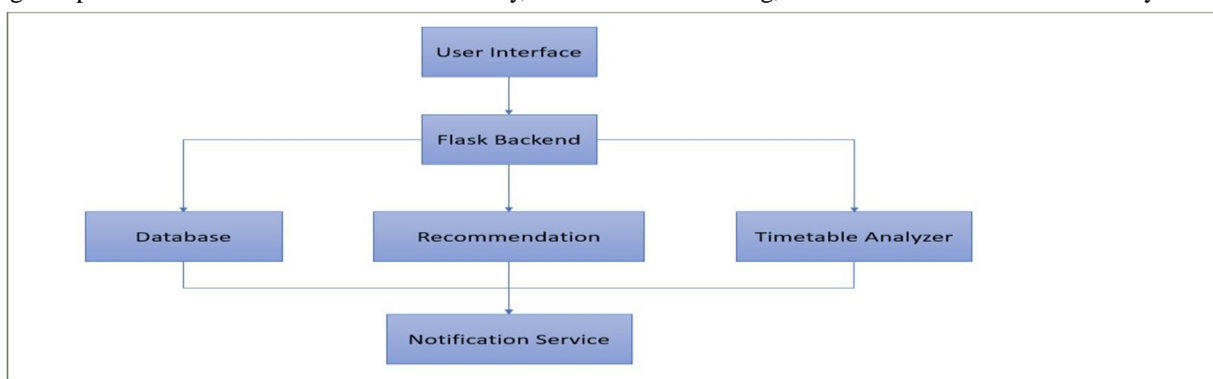 User Interface
Flask Backend
Database
Recommendation
Timetable Analyzer
Notification Service